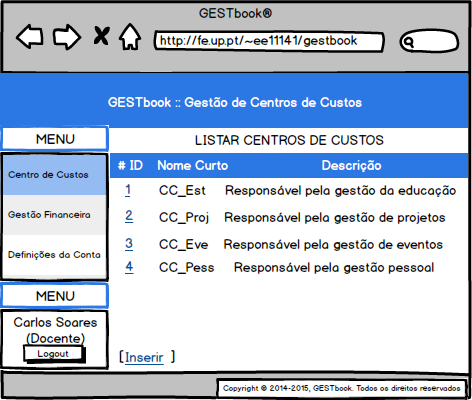 GESTbook®
http://fe.up.pt/~ee11141/gestbook
GESTbook :: Gestão de Centros de Custos
MENU
LISTAR CENTROS DE CUSTOS
# ID Nome Curto Descrição
Centro de Custos
1 CC_Est Responsável pela gestão da educação
Gestão Financeira
2 CC_Proj Responsável pela gestão de projetos
Definições da Conta
3 CC_Eve Responsável pela gestão de eventos
4 CC_Pess Responsável pela gestão pessoal
MENU
Carlos Soares
(Docente)
Logout
[Inserir ]
Copyright © 2014-2015, GESTbook. Todos os direitos reservados